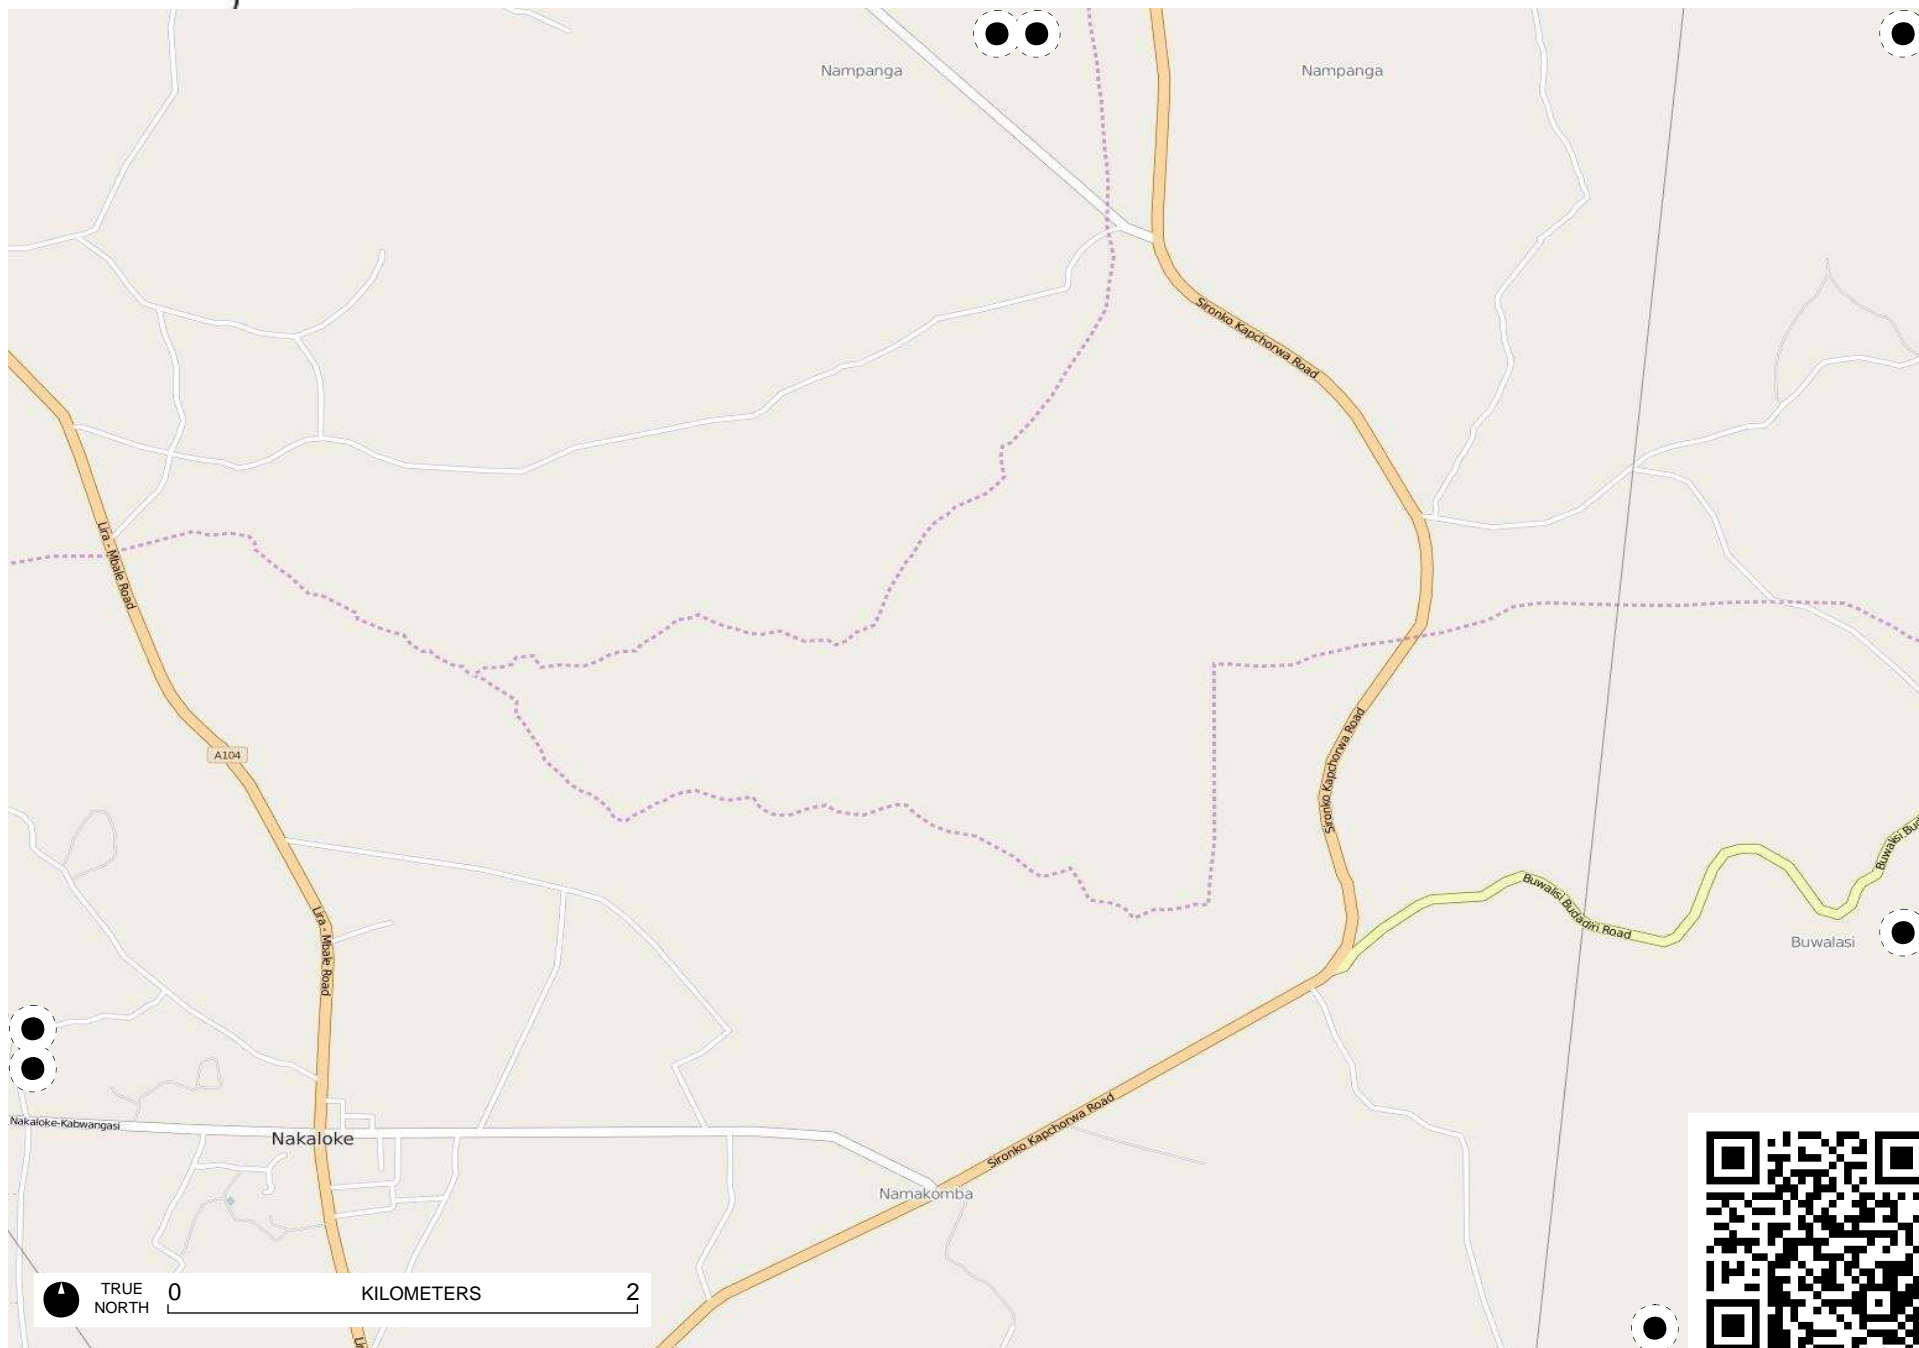 Nampanga
Nampanga
Sironko Kapchorwa Road
Lira - Mbale Road
Sironko Kapchorwa Road
A104
Buwalsi Budadiri Road
Lira - Mbale Road
Buwalasi
Nakaloke-Kabwangasi
Nakaloke
Sironko Kapchorwa Road
Namakomba
TRUE
NORTH
0
KILOMETERS
2